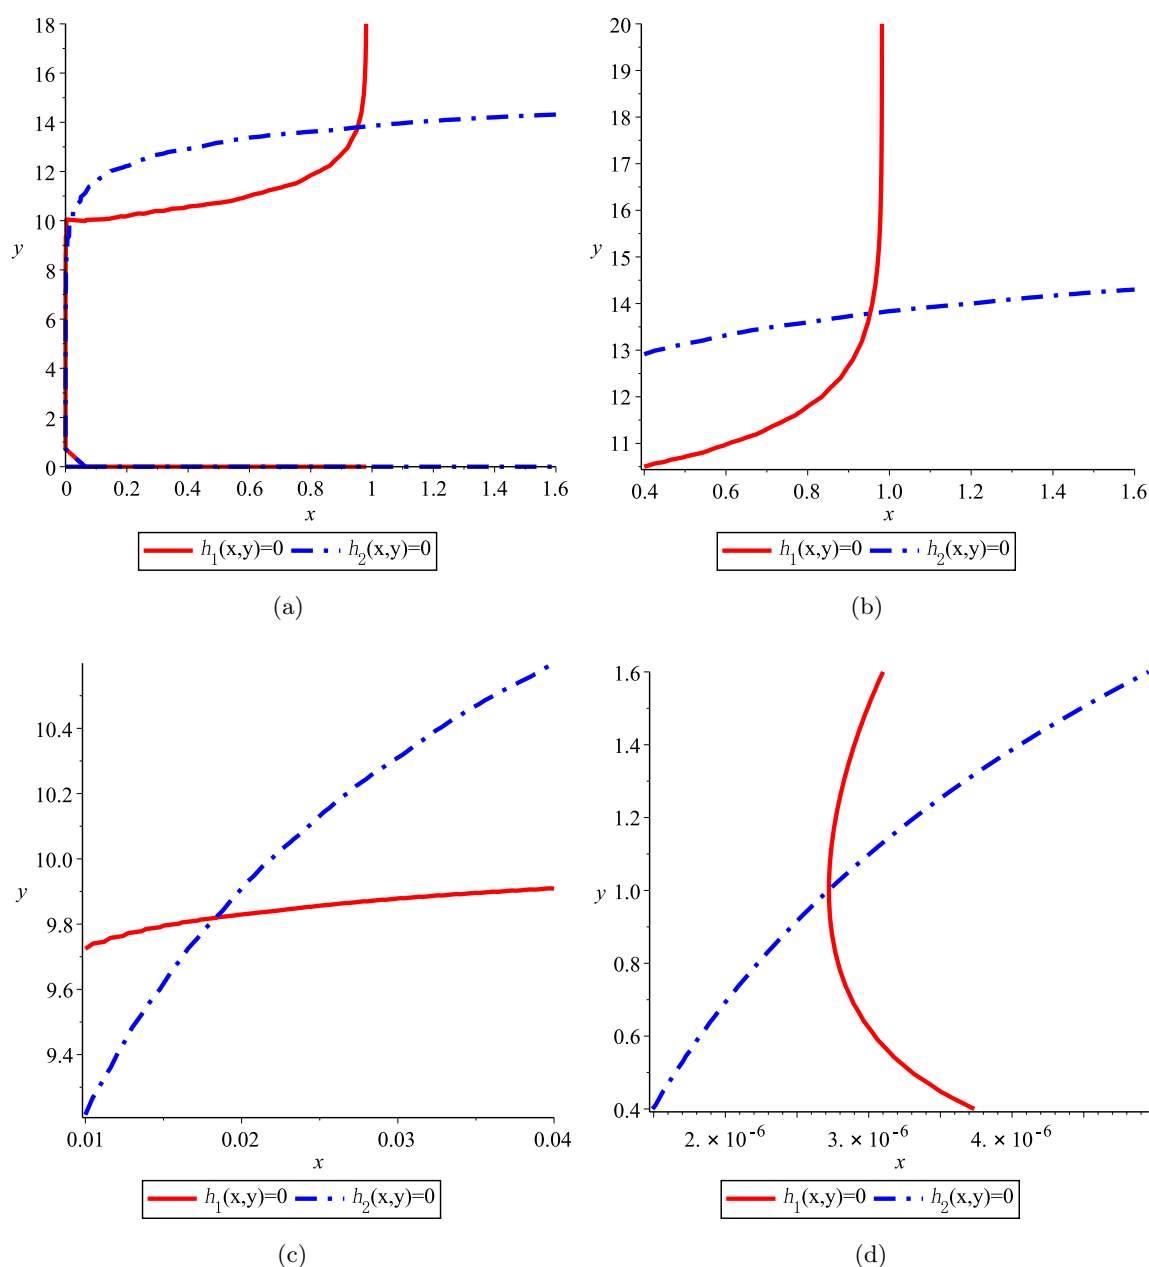 18
16
14
12
10
8
6
4
2
0
y
0 0.2 0.4 0.6 0.8 1 1.2 1.4 1.6
x
h₁(x,y)=0 h₂(x,y)=0
(a)
20
19
18
17
16
15
14
13
12
11
y
0.4 0.6 0.8 1.0 1.2 1.4 1.6
x
h₁(x,y)=0 h₂(x,y)=0
(b)
10.4
10.2
10.0
9.8
9.6
9.4
y
0.01 0.02 0.03 0.04
x
h₁(x,y)=0 h₂(x,y)=0
(c)
1.6
1.4
1.2
1.0
0.8
0.6
0.4
y
2. × 10⁻⁶ 3. × 10⁻⁶ 4. × 10⁻⁶
x
h₁(x,y)=0 h₂(x,y)=0
(d)